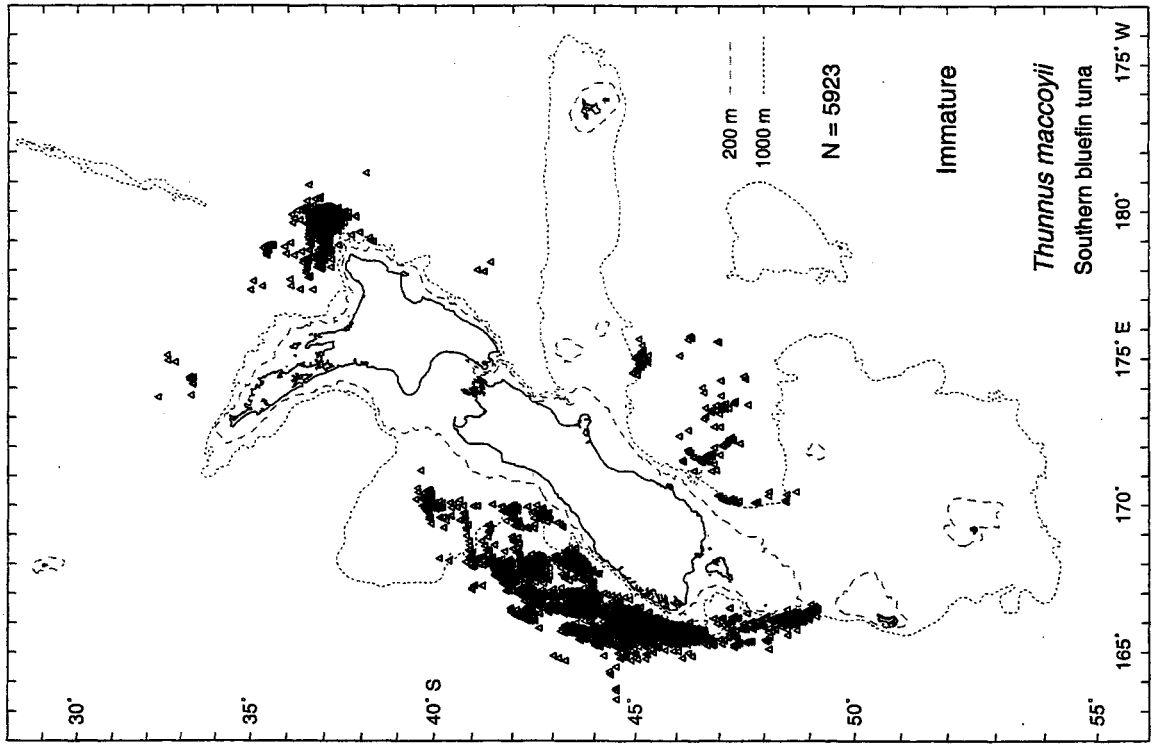 30°
35°
40° S
45°
50°
55°
165°
170°
175° E
180°
175° W
200 m
1000 m
N = 5923
Immature
Thunnus maccoyii
Southern bluefin tuna